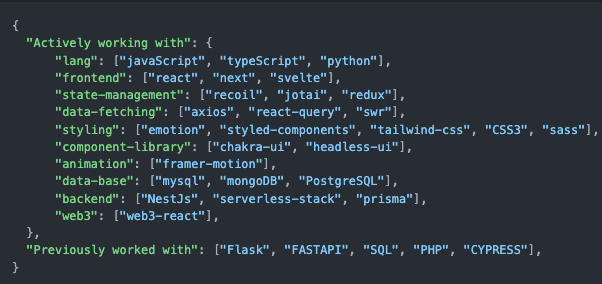 {
"Actively working with": {
"lang": ["javaScript", "typeScript", "python"],
"frontend": ["react", "next", "svelte"],
"state-management": ["recoil", "jotai", "redux"],
"data-fetching": ["axios", "react-query", "swr"],
"styling": ["emotion", "styled-components", "tailwind-css", "CSS3", "sass"],
"component-library": ["chakra-ui", "headless-ui"],
"animation": ["framer-motion"],
"data-base": ["mysql", "mongoDB", "PostgreSQL"],
"backend": ["NestJs", "serverless-stack", "prisma"],
"web3": ["web3-react"],
},
"Previously worked with": ["Flask", "FASTAPI", "SQL", "PHP", "CYPRESS"],
}